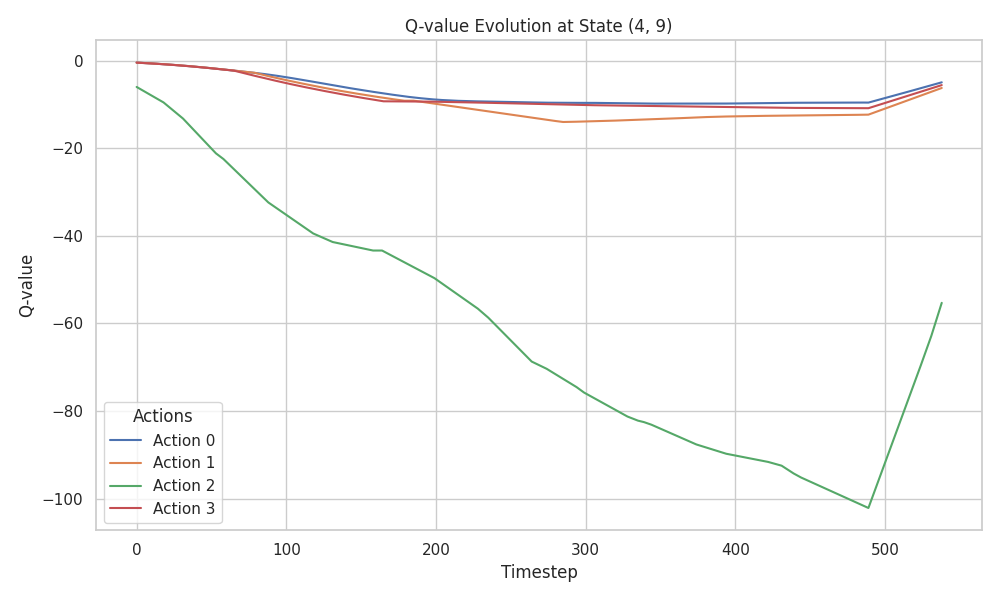 Q-value Evolution at State (4, 9)
Q-value
0
−20
−40
−60
−80
−100
Actions
Action 0
Action 1
Action 2
Action 3
0 100 200 300 400 500
Timestep